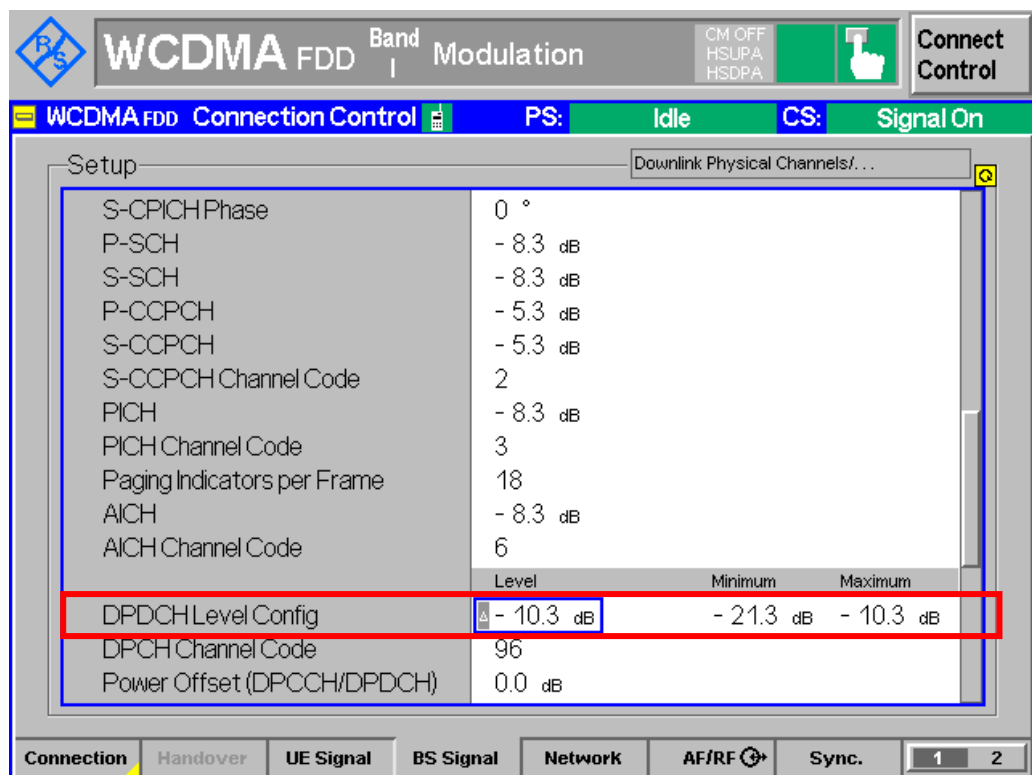 R&S WCDMA FDD Band I Modulation CM OFF HSUPA HSDPA Connect Control
WCDMA FDD Connection Control PS: Idle CS: Signal On
Setup Downlink Physical Channels/...
S-CPICH Phase 0 °
P-SCH - 8.3 dB
S-SCH - 8.3 dB
P-CCPCH - 5.3 dB
S-CCPCH - 5.3 dB
S-CCPCH Channel Code 2
PICH - 8.3 dB
PICH Channel Code 3
Paging Indicators per Frame 18
AICH - 8.3 dB
AICH Channel Code 6
Level Minimum Maximum
DPDCH Level Config - 10.3 dB - 21.3 dB - 10.3 dB
DPCH Channel Code 96
Power Offset (DPCCH/DPDCH) 0.0 dB
Connection Handover UE Signal BS Signal Network AF/RF Sync. 1 2